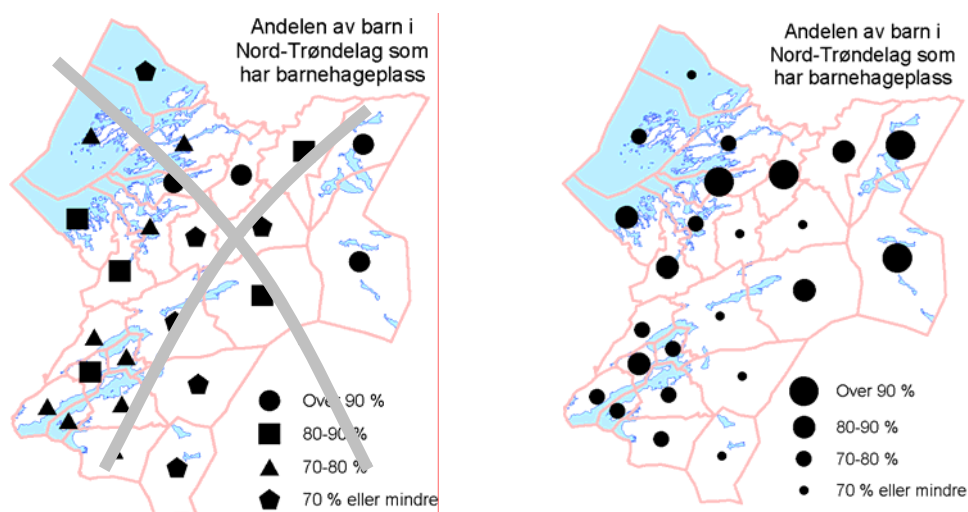 Andelen av barn i
Nord-Trøndelag som
har barnehageplass
Over 90 %
80-90 %
70-80 %
70 % eller mindre
Andelen av barn i
Nord-Trøndelag som
har barnehageplass
Over 90 %
80-90 %
70-80 %
70 % eller mindre